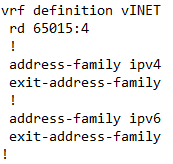 vrf definition vINET
rd 65015:4
!
address-family ipv4
exit-address-family
!
address-family ipv6
exit-address-family
!